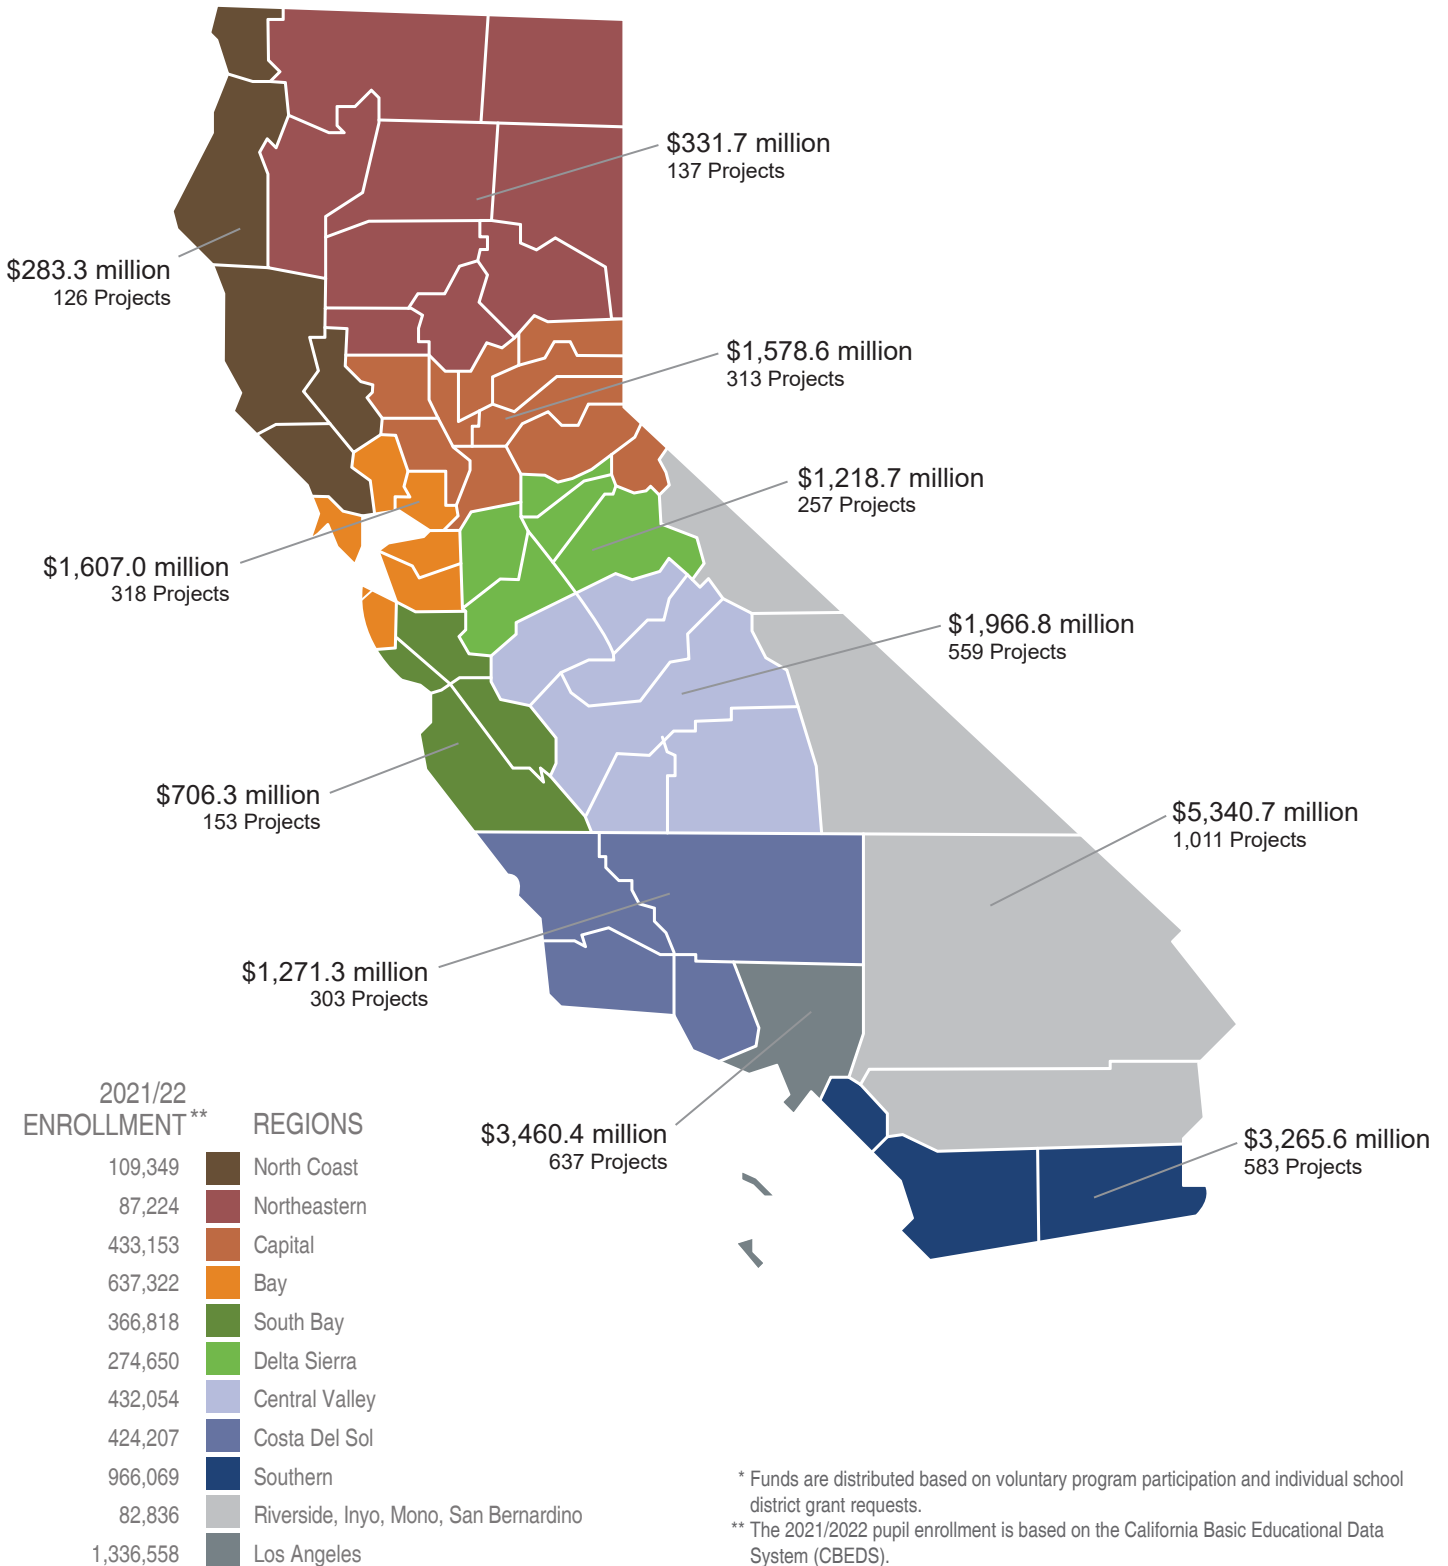 $331.7 million
137 Projects
$283.3 million
126 Projects
$1,578.6 million
313 Projects
$1,218.7 million
257 Projects
$1,607.0 million
318 Projects
$1,966.8 million
559 Projects
$706.3 million
153 Projects
$5,340.7 million
1,011 Projects
$1,271.3 million
303 Projects
$3,460.4 million
637 Projects
$3,265.6 million
583 Projects
2021/22
ENROLLMENT** REGIONS
109,349 North Coast
87,224 Northeastern
433,153 Capital
637,322 Bay
366,818 South Bay
274,650 Delta Sierra
432,054 Central Valley
424,207 Costa Del Sol
966,069 Southern
82,836 Riverside, Inyo, Mono, San Bernardino
1,336,558 Los Angeles
* Funds are distributed based on voluntary program participation and individual school
district grant requests.
** The 2021/2022 pupil enrollment is based on the California Basic Educational Data
System (CBEDS).